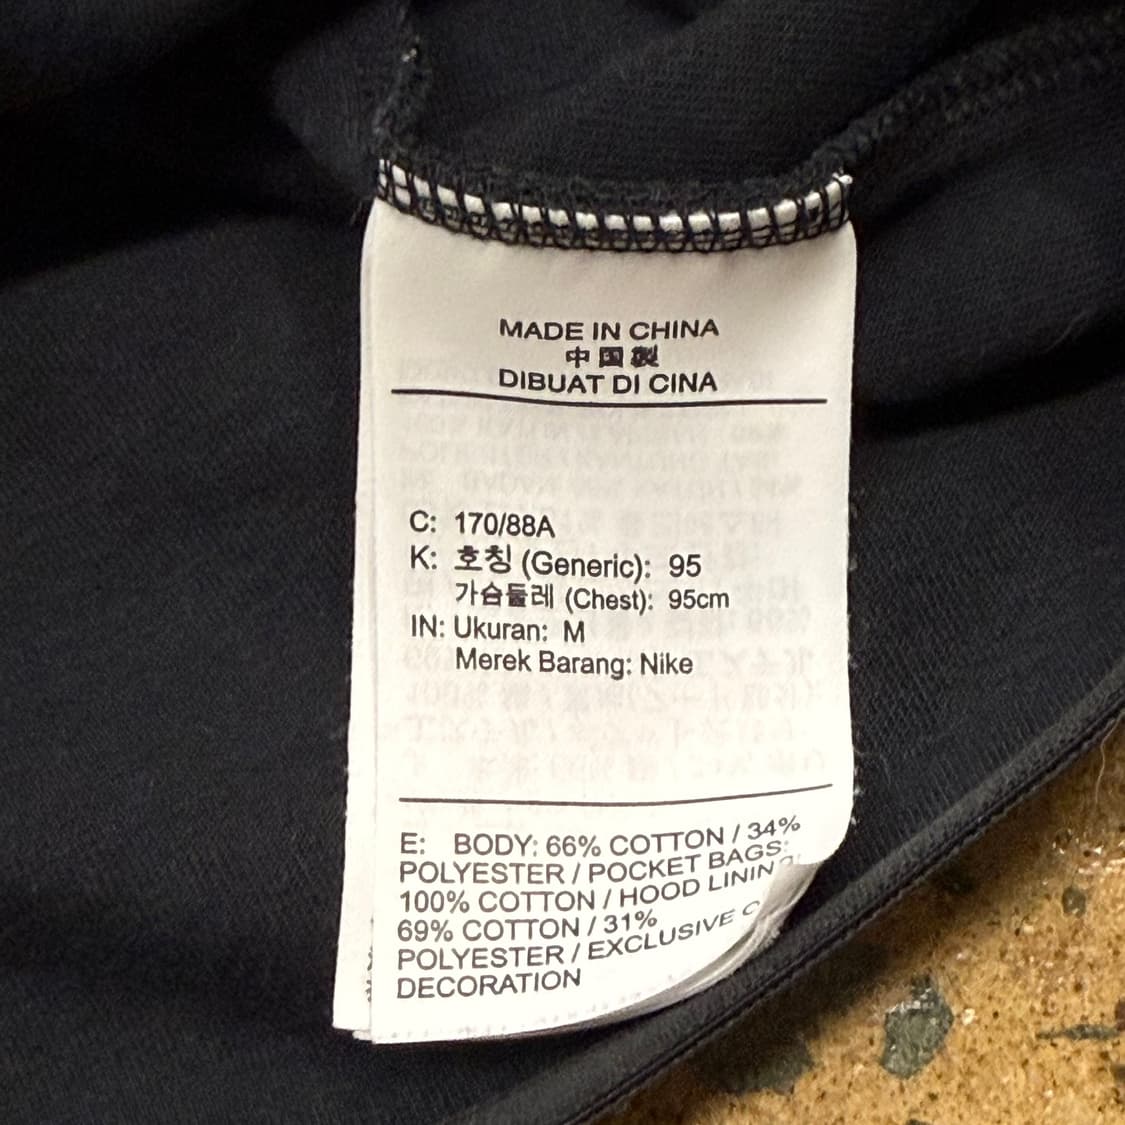 MADE IN CHINA
中国製
DIBUAT DI CINA
C: 170/88A
K: 호칭 (Generic): 95
가슴둘레 (Chest): 95cm
IN: Ukuran: M
Merek Barang: Nike
E: BODY: 66% COTTON / 34%
POLYESTER / POCKET BAGS:
100% COTTON / HOOD
69% COTTON / 31%
POLYESTER / EXCLUSIVE
DECORATION